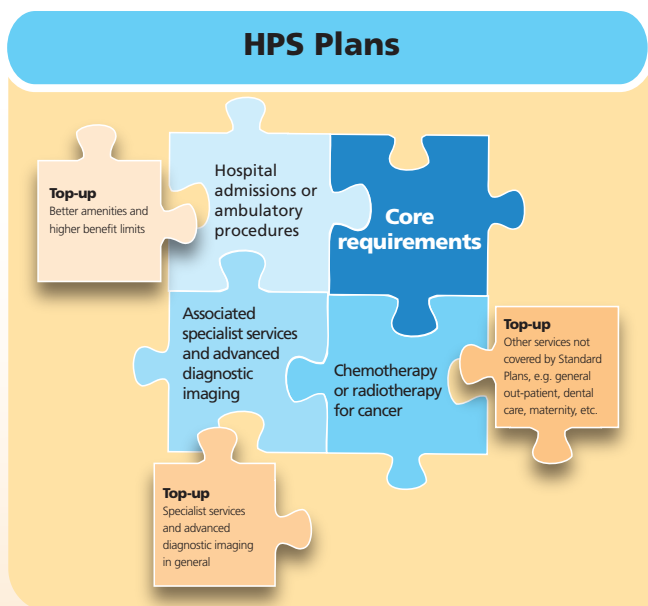 HPS Plans
Top-up
Better amenities and
higher benefit limits
Hospital
admissions or
ambulatory
procedures
Core
requirements
Associated
specialist services
and advanced
diagnostic
imaging
Chemotherapy
or radiotherapy
for cancer
Top-up
Other services not
covered by Standard
Plans, e.g. general
out-patient, dental
care, maternity, etc.
Top-up
Specialist services
and advanced
diagnostic imaging
in general